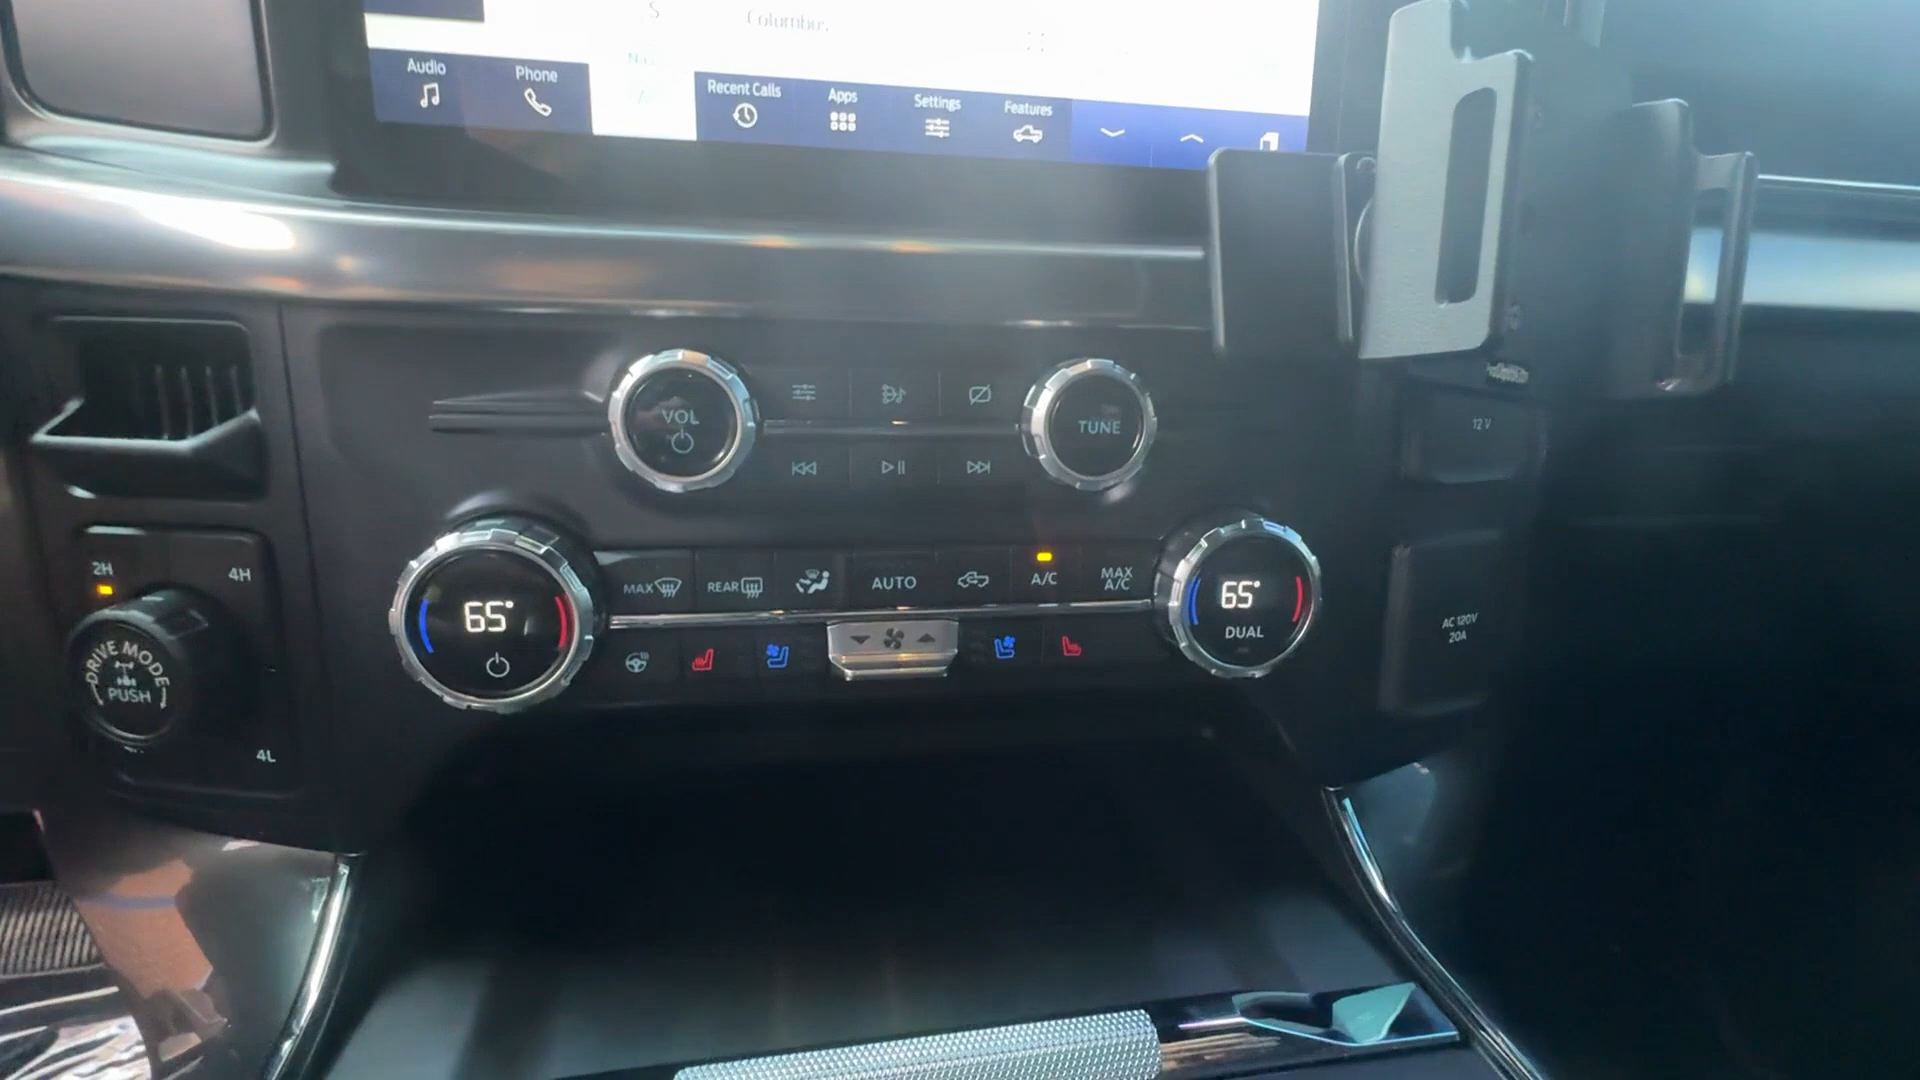 S
Columbus
Audio
Phone
Recent Calls
Apps
Settings
Features
VOL
TUNE
12 V
2H
4H
4L
DRIVE MODE
PUSH
65°
MAX
REAR
AUTO
A/C
MAX
A/C
65°
DUAL
AC 120V
20A